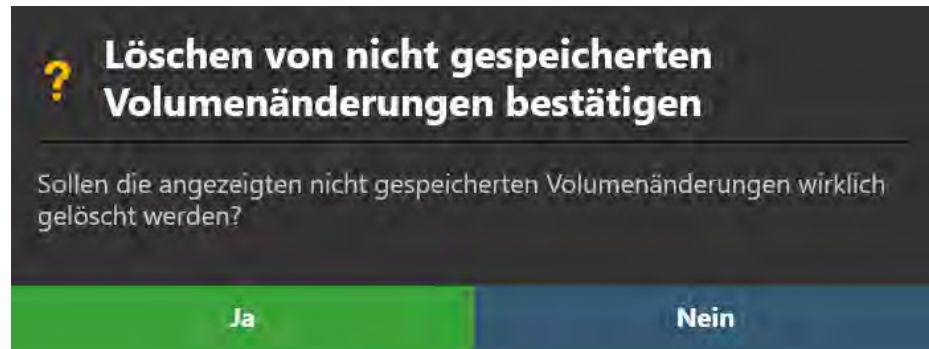 ?
Löschen von nicht gespeicherten
Volumenänderungen bestätigen
Sollen die angezeigten nicht gespeicherten Volumenänderungen wirklich
gelöscht werden?
Ja
Nein